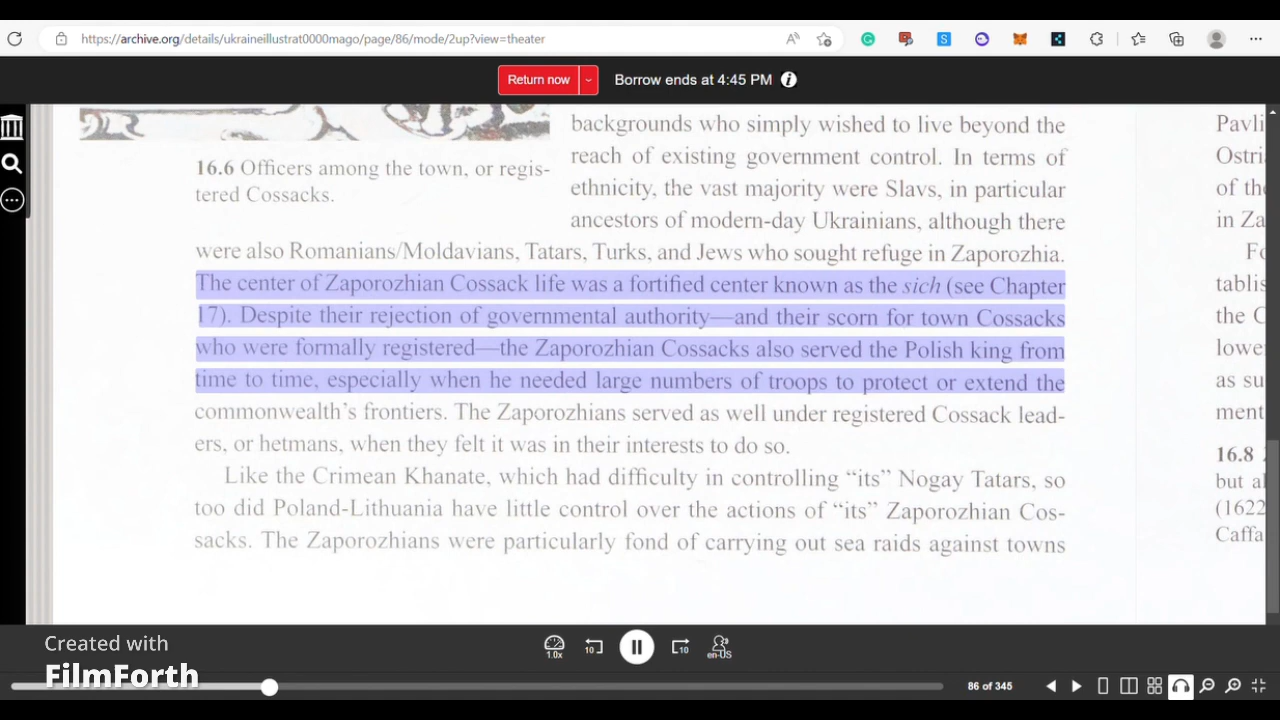 https://archive.org/details/ukraineillustrat0000mago/page/86/mode/2up?view=theater
Return now
Borrow ends at 4:45 PM
backgrounds who simply wished to live beyond the
16.6 Officers among the town, or regis-
tered Cossacks.
reach of existing government control. In terms of
ethnicity, the vast majority were Slavs, in particular
ancestors of modern-day Ukrainians, although there
were also Romanians/Moldavians, Tatars, Turks, and Jews who sought refuge in Zaporozhia.
The center of Zaporozhian Cossack life was a fortified center known as the sich (see Chapter
17). Despite their rejection of governmental authority—and their scorn for town Cossacks
who were formally registered—the Zaporozhian Cossacks also served the Polish king from
time to time, especially when he needed large numbers of troops to protect or extend the
commonwealth's frontiers. The Zaporozhians served as well under registered Cossack lead-
ers, or hetmans, when they felt it was in their interests to do so.
Like the Crimean Khanate, which had difficulty in controlling “its” Nogay Tatars, so
too did Poland-Lithuania have little control over the actions of “its” Zaporozhian Cos-
sacks. The Zaporozhians were particularly fond of carrying out sea raids against towns
Pavli
Ostri
of th
in Za
Fo
tablis
the C
lowe
as su
ment
16.8
but al
(1622
Caffa
Created with
FilmForth
1.0x
10
10
en-US
86 of 345